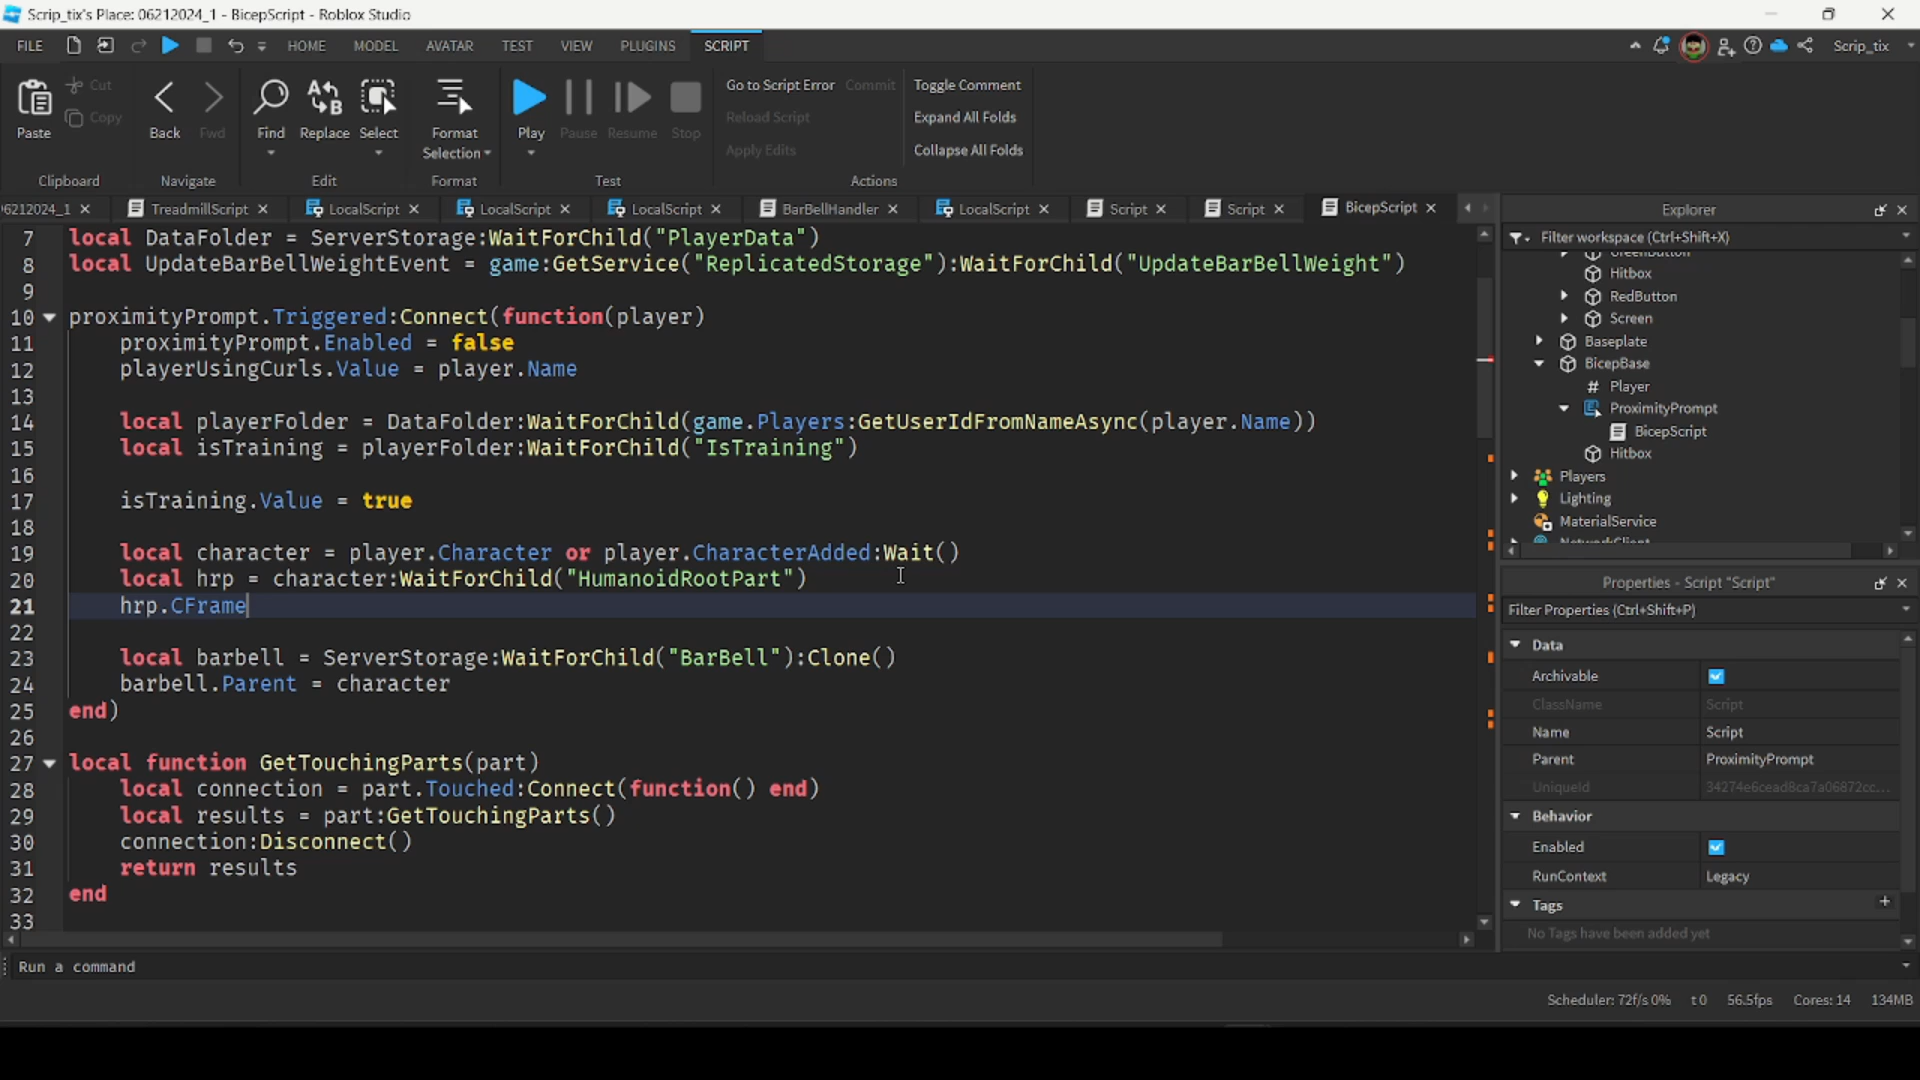 Scrip_tix's Place: 06212024_1 - BicepScript - Roblox Studio
FILE HOME MODEL AVATAR TEST VIEW PLUGINS SCRIPT Scrip_tix
Paste Cut Copy Back Fwd Find Replace Select Format Selection Play Pause Resume Stop
Go to Script Error Commit Toggle Comment
Reload Script Expand All Folds
Apply Edits Collapse All Folds
Clipboard Navigate Edit Format Test Actions
06212024_1 TreadmillScript LocalScript LocalScript LocalScript BarBellHandler LocalScript Script Script BicepScript
7 local DataFolder = ServerStorage:WaitForChild("PlayerData")
8 local UpdateBarBellWeightEvent = game:GetService("ReplicatedStorage"):WaitForChild("UpdateBarBellWeight")
9
10 proximityPrompt.Triggered:Connect(function(player)
11 proximityPrompt.Enabled = false
12 playerUsingCurls.Value = player.Name
13
14 local playerFolder = DataFolder:WaitForChild(game.Players:GetUserIdFromNameAsync(player.Name))
15 local isTraining = playerFolder:WaitForChild("IsTraining")
16
17 isTraining.Value = true
18
19 local character = player.Character or player.CharacterAdded:Wait()
20 local hrp = character:WaitForChild("HumanoidRootPart")
21 hrp.CFrame
22
23 local barbell = ServerStorage:WaitForChild("BarBell"):Clone()
24 barbell.Parent = character
25 end)
26
27 local function GetTouchingParts(part)
28 local connection = part.Touched:Connect(function() end)
29 local results = part:GetTouchingParts()
30 connection:Disconnect()
31 return results
32 end
33
Run a command
Explorer
Filter workspace (Ctrl+Shift+X)
GreenButton
Hitbox
RedButton
Screen
Baseplate
BicepBase
# Player
ProximityPrompt
BicepScript
Hitbox
Players
Lighting
MaterialService
NetworkClient
Properties - Script "Script"
Filter Properties (Ctrl+Shift+P)
Data
Archivable
ClassName Script
Name Script
Parent ProximityPrompt
UniqueId 34274e6cead8ca7a06872cc...
Behavior
Enabled
RunContext Legacy
Tags +
No Tags have been added yet
Scheduler: 72f/s 0% t 0 56.5fps Cores: 14 134MB